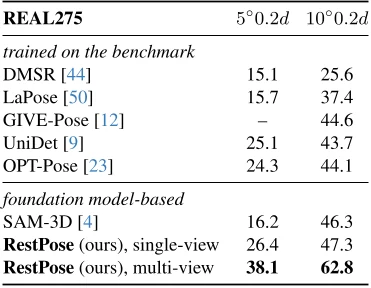 REAL275 5°0.2d 10°0.2d
trained on the benchmark
DMSR [44] 15.1 25.6
LaPose [50] 15.7 37.4
GIVE-Pose [12] – 44.6
UniDet [9] 25.1 43.7
OPT-Pose [23] 24.3 44.1
foundation model-based
SAM-3D [4] 16.2 46.3
RestPose (ours), single-view 26.4 47.3
RestPose (ours), multi-view 38.1 62.8